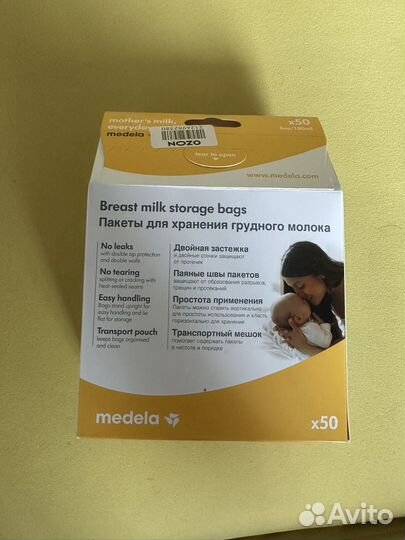 mother's milk,
everyday
medela
OZON
x50
6oz/180ml
tear to open
www.medela.com
Breast milk storage bags
Пакеты для хранения грудного молока
No leaks
with double zip protection
and double walls
No tearing
splitting or cracking with
heat-sealed seams
Easy handling
Bags stand upright for
easy handling and lie
flat for storage
Transport pouch
keeps bags organised
and clean
Двойная застежка
и двойные стенки защищают
от протечек
Паяные швы пакетов
защищают от образования разрывов,
трещин и протеканий
Простота применения
Пакеты можно ставить вертикально
для простоты использования и класть
горизонтально для хранения
Транспортный мешок
помогает содержать пакеты
в чистоте и порядке
medela
x50
Avito